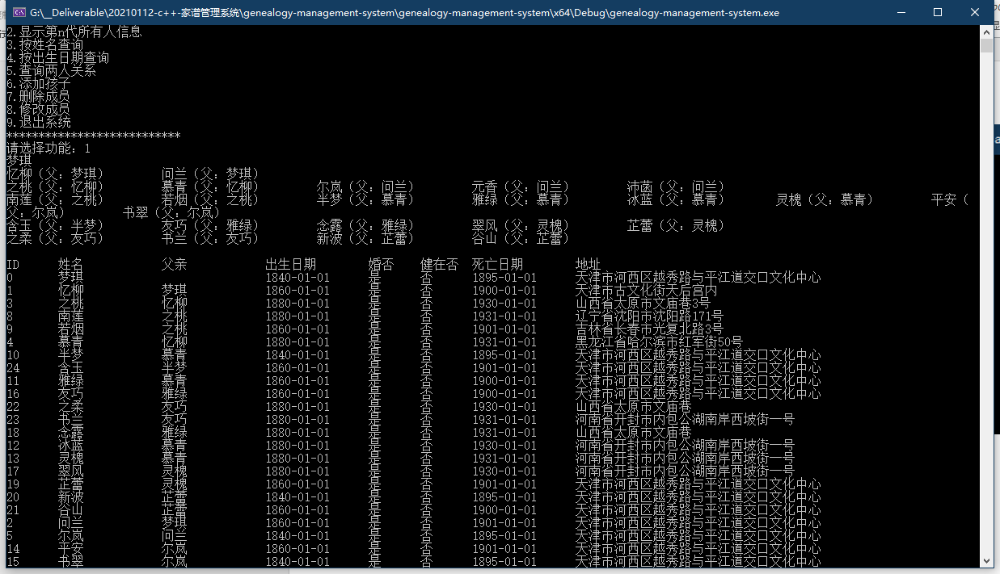 G:\__Deliverable\20210112-c++-家谱管理系统\genealogy-management-system\genealogy-management-system\x64\Debug\genealogy-management-system.exe
2.显示第n代所有人信息
3.按姓名查询
4.按出生日期查询
5.查询两人关系
6.添加孩子
7.删除成员
8.修改成员
9.退出系统
***************************
请选择功能：1
梦琪
忆柳（父：梦琪） 问兰（父：梦琪）
之桃（父：忆柳） 慕青（父：忆柳） 尔岚（父：问兰） 元香（父：问兰） 沛菡（父：问兰）
南莲（父：之桃） 若烟（父：之桃） 半梦（父：慕青） 雅绿（父：慕青） 冰蓝（父：慕青） 灵槐（父：慕青） 平安（
父：尔岚） 书翠（父：尔岚）
含玉（父：半梦） 友巧（父：雅绿） 念露（父：雅绿） 翠风（父：灵槐） 芷蕾（父：灵槐）
之柔（父：友巧） 书兰（父：友巧） 新波（父：芷蕾） 谷山（父：芷蕾）
ID 姓名 父亲 出生日期 婚否 健在否 死亡日期 地址
0 梦琪 1840-01-01 是 否 1895-01-01 天津市河西区越秀路与平江道交口文化中心
1 忆柳 梦琪 1860-01-01 是 否 1900-01-01 天津市古文化街天后宫内
3 之桃 忆柳 1880-01-01 是 否 1930-01-01 山西省太原市文庙巷3号
8 南莲 之桃 1880-01-01 是 否 1931-01-01 辽宁省沈阳市沈阳路171号
9 若烟 之桃 1860-01-01 是 否 1901-01-01 吉林省长春市光复北路3号
4 慕青 忆柳 1880-01-01 是 否 1931-01-01 黑龙江省哈尔滨市红军街50号
10 半梦 慕青 1840-01-01 是 否 1895-01-01 天津市河西区越秀路与平江道交口文化中心
24 含玉 半梦 1860-01-01 是 否 1901-01-01 天津市河西区越秀路与平江道交口文化中心
11 雅绿 慕青 1860-01-01 是 否 1900-01-01 天津市河西区越秀路与平江道交口文化中心
16 友巧 雅绿 1860-01-01 是 否 1900-01-01 天津市河西区越秀路与平江道交口文化中心
22 之柔 友巧 1880-01-01 是 否 1930-01-01 山西省太原市文庙巷
23 书兰 友巧 1880-01-01 是 否 1931-01-01 河南省开封市内包公湖南岸西坡街一号
18 念露 雅绿 1880-01-01 是 否 1931-01-01 山西省太原市文庙巷
12 冰蓝 慕青 1880-01-01 是 否 1930-01-01 河南省开封市内包公湖南岸西坡街一号
13 灵槐 慕青 1880-01-01 是 否 1931-01-01 河南省开封市内包公湖南岸西坡街一号
17 翠风 灵槐 1880-01-01 是 否 1930-01-01 河南省开封市内包公湖南岸西坡街一号
19 芷蕾 灵槐 1860-01-01 是 否 1901-01-01 天津市河西区越秀路与平江道交口文化中心
20 新波 芷蕾 1840-01-01 是 否 1895-01-01 天津市河西区越秀路与平江道交口文化中心
21 谷山 芷蕾 1860-01-01 是 否 1900-01-01 天津市河西区越秀路与平江道交口文化中心
2 问兰 梦琪 1860-01-01 是 否 1901-01-01 天津市河西区越秀路与平江道交口文化中心
5 尔岚 问兰 1840-01-01 是 否 1895-01-01 天津市河西区越秀路与平江道交口文化中心
14 平安 尔岚 1860-01-01 是 否 1901-01-01 天津市河西区越秀路与平江道交口文化中心
15 书翠 尔岚 1840-01-01 是 否 1895-01-01 天津市河西区越秀路与平江道交口文化中心